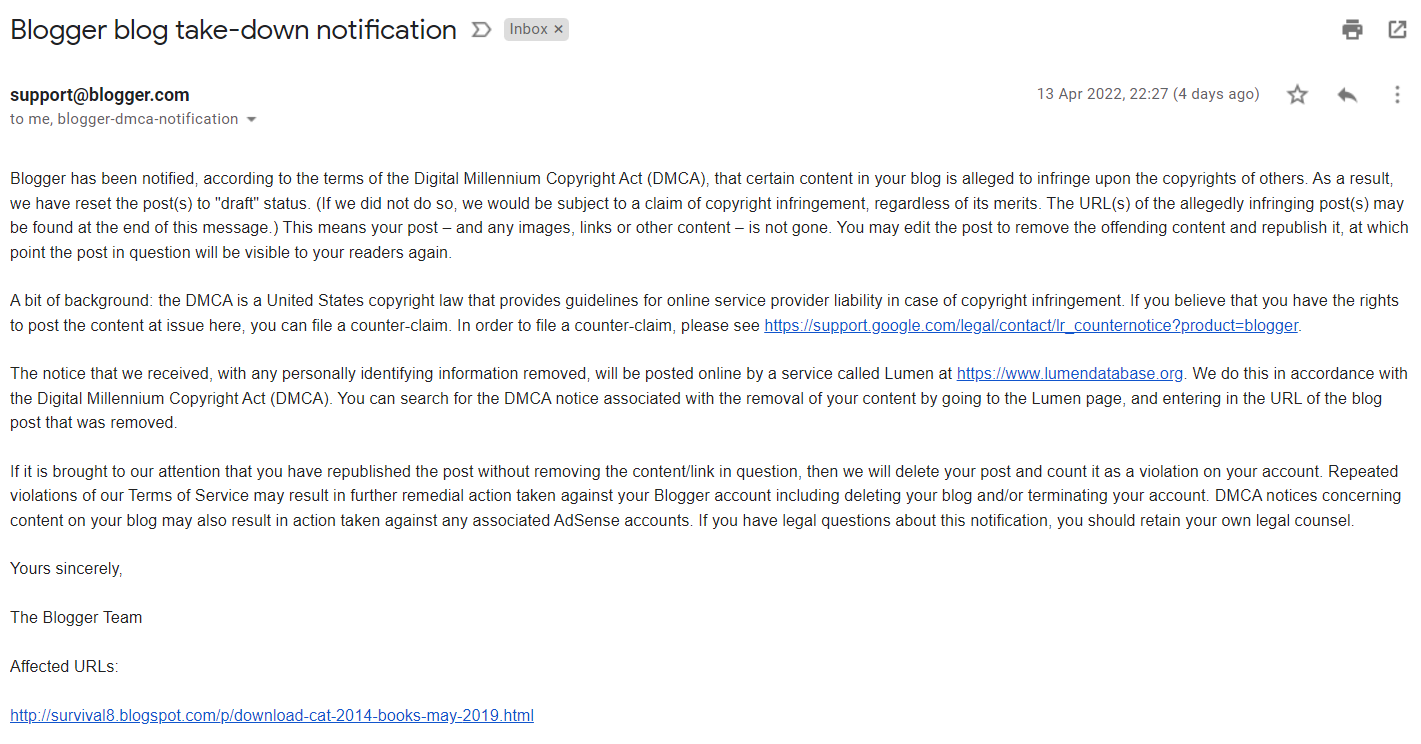 Blogger blog take-down notification
Inbox ×
support@blogger.com
13 Apr 2022, 22:27 (4 days ago)
to me, blogger-dmca-notification
Blogger has been notified, according to the terms of the Digital Millennium Copyright Act (DMCA), that certain content in your blog is alleged to infringe upon the copyrights of others. As a result,
we have reset the post(s) to "draft" status. (If we did not do so, we would be subject to a claim of copyright infringement, regardless of its merits. The URL(s) of the allegedly infringing post(s) may
be found at the end of this message.) This means your post – and any images, links or other content – is not gone. You may edit the post to remove the offending content and republish it, at which
point the post in question will be visible to your readers again.
A bit of background: the DMCA is a United States copyright law that provides guidelines for online service provider liability in case of copyright infringement. If you believe that you have the rights
to post the content at issue here, you can file a counter-claim. In order to file a counter-claim, please see https://support.google.com/legal/contact/lr_counternotice?product=blogger.
The notice that we received, with any personally identifying information removed, will be posted online by a service called Lumen at https://www.lumendatabase.org. We do this in accordance with
the Digital Millennium Copyright Act (DMCA). You can search for the DMCA notice associated with the removal of your content by going to the Lumen page, and entering in the URL of the blog
post that was removed.
If it is brought to our attention that you have republished the post without removing the content/link in question, then we will delete your post and count it as a violation on your account. Repeated
violations of our Terms of Service may result in further remedial action taken against your Blogger account including deleting your blog and/or terminating your account. DMCA notices concerning
content on your blog may also result in action taken against any associated AdSense accounts. If you have legal questions about this notification, you should retain your own legal counsel.
Yours sincerely,
The Blogger Team
Affected URLs:
http://survival8.blogspot.com/p/download-cat-2014-books-may-2019.html